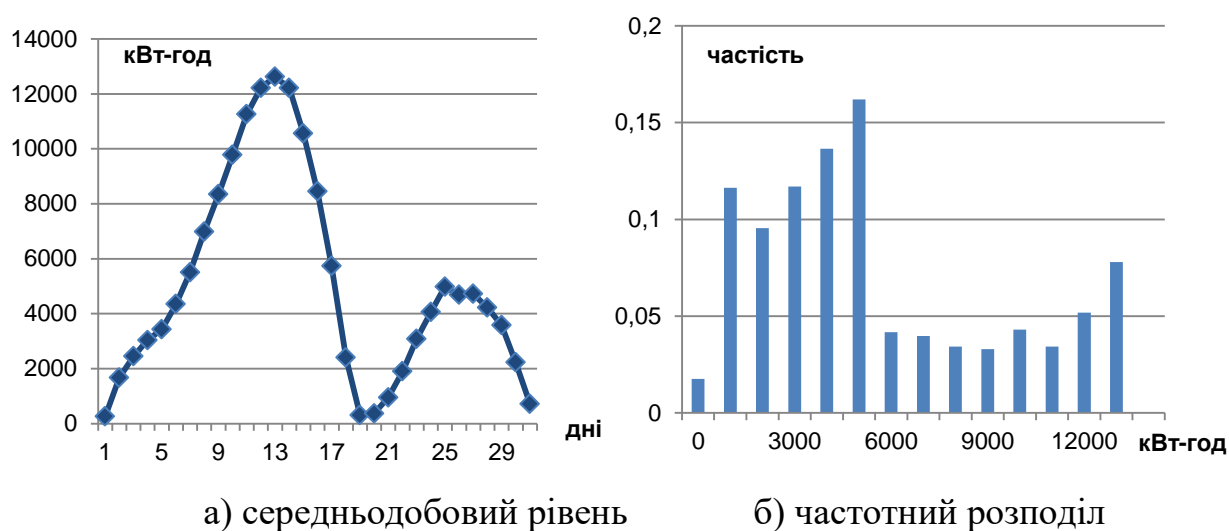 кВт-год
14000
12000
10000
8000
6000
4000
2000
0
1 5 9 13 17 21 25 29
дні
частість
0,2
0,15
0,1
0,05
0
0 3000 6000 9000 12000
кВт-год
а) середньодобовий рівень
б) частотний розподіл